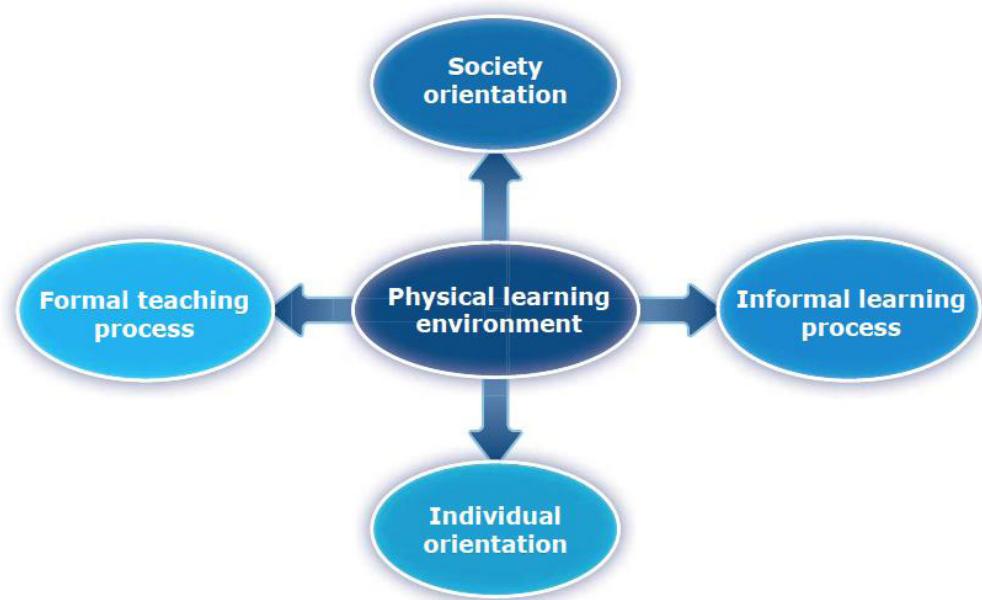 Society
orientation
Formal teaching
process
Physical learning
environment
Informal learning
process
Individual
orientation